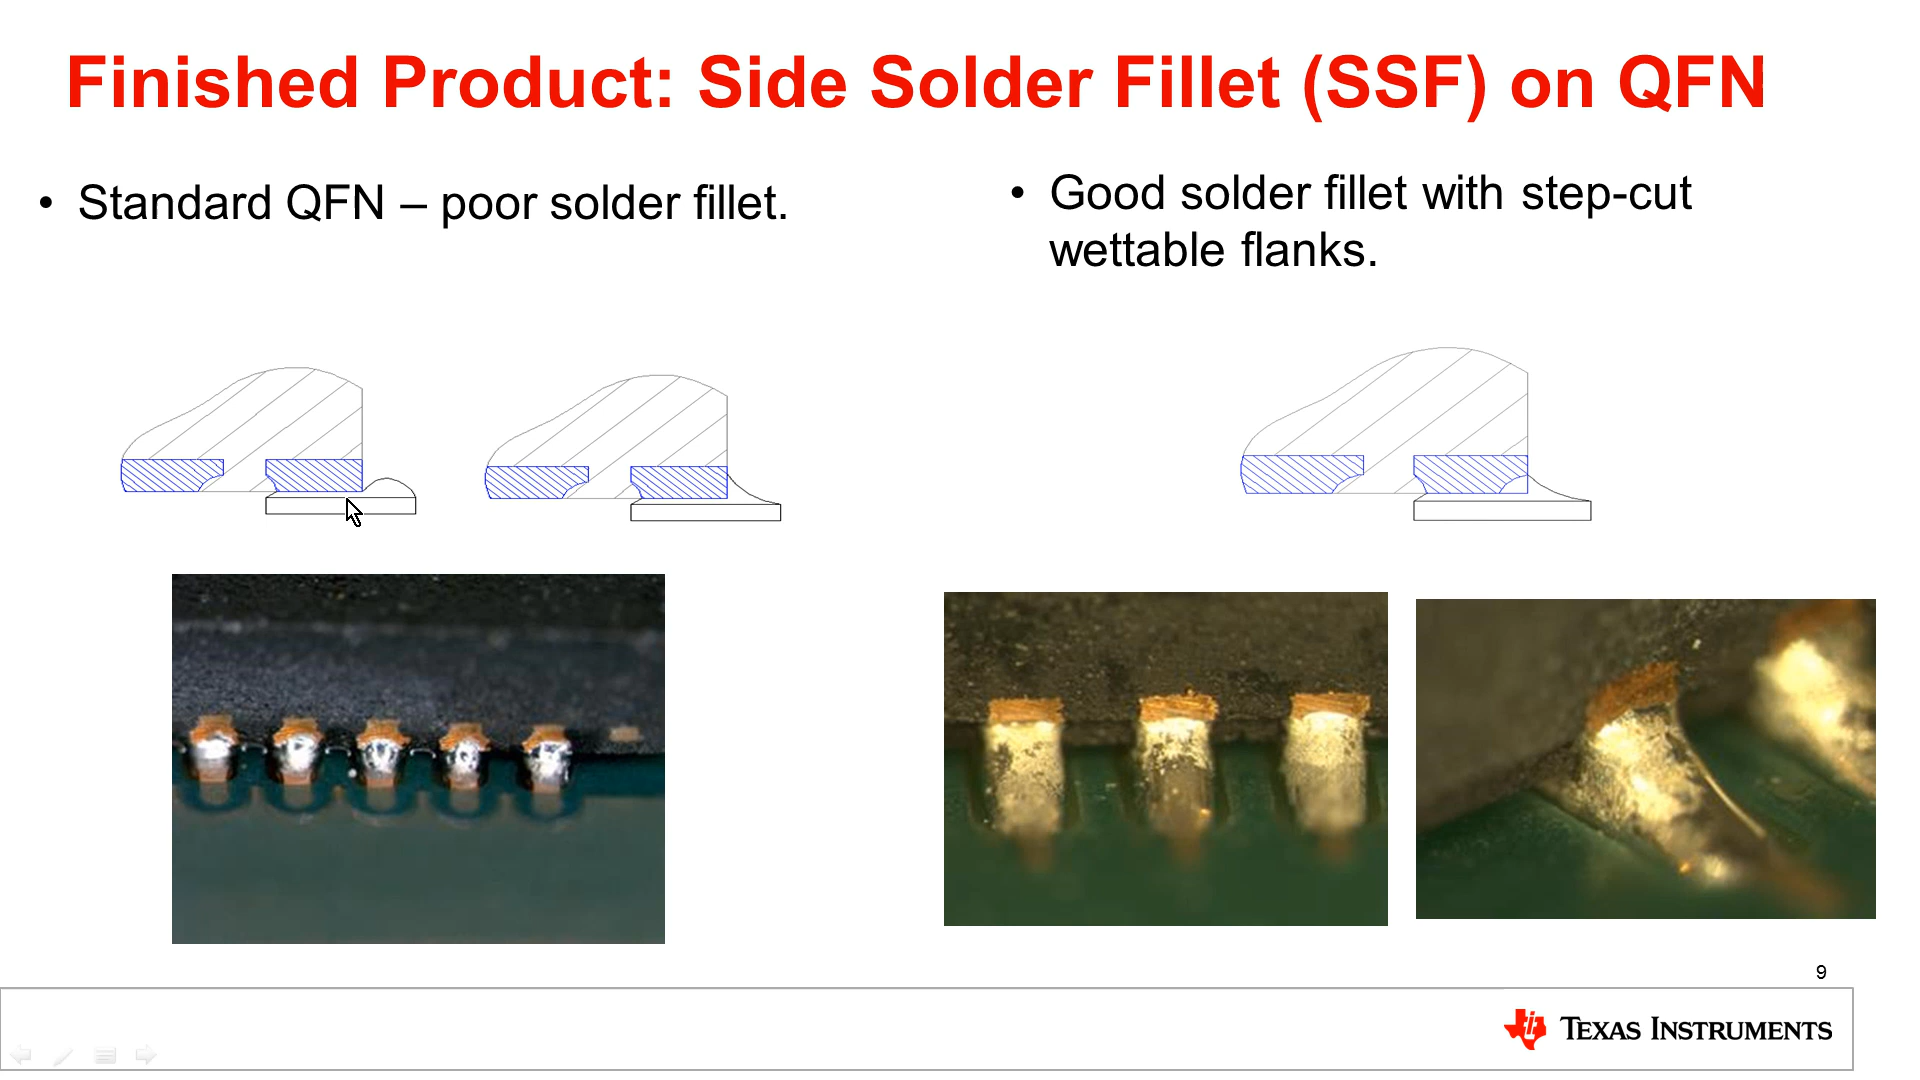 Finished Product: Side Solder Fillet (SSF) on QFN
• Standard QFN – poor solder fillet.
• Good solder fillet with step-cut
wettable flanks.
9
TEXAS INSTRUMENTS